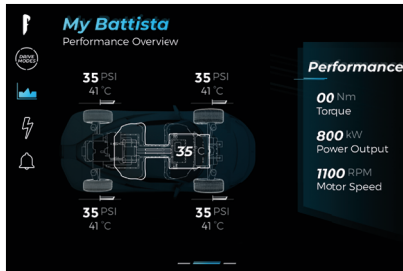 My Battista
Performance Overview
DRIVE
MODES
35 PSI
41 °C
35 PSI
41 °C
35 °C
35 PSI
41 °C
35 PSI
41 °C
Performance
00 Nm
Torque
800 kW
Power Output
1100 RPM
Motor Speed